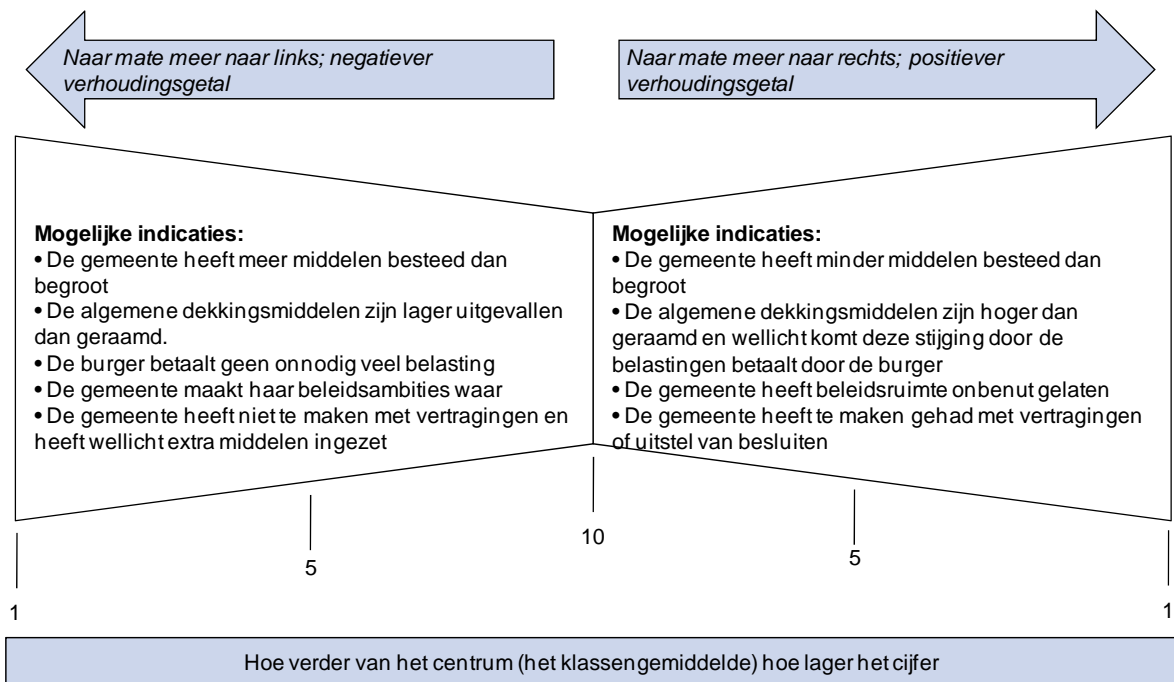 Naar mate meer naar links; negatiever
verhoudingsgetal
Naar mate meer naar rechts; positiever
verhoudingsgetal
Mogelijke indicaties:
• De gemeente heeft meer middelen besteed dan
begroot
• De algemene dekkingsmiddelen zijn lager uitgevallen
dan geraamd.
• De burger betaalt geen onnodig veel belasting
• De gemeente maakt haar beleidsambities waar
• De gemeente heeft niet te maken met vertragingen en
heeft wellicht extra middelen ingezet
Mogelijke indicaties:
• De gemeente heeft minder middelen besteed dan
begroot
• De algemene dekkingsmiddelen zijn hoger dan
geraamd en wellicht komt deze stijging door de
belastingen betaalt door de burger
• De gemeente heeft beleidsruimte onbenut gelaten
• De gemeente heeft te maken gehad met vertragingen
of uitstel van besluiten
1
5
10
5
1
Hoe verder van het centrum (het klassengemiddelde) hoe lager het cijfer